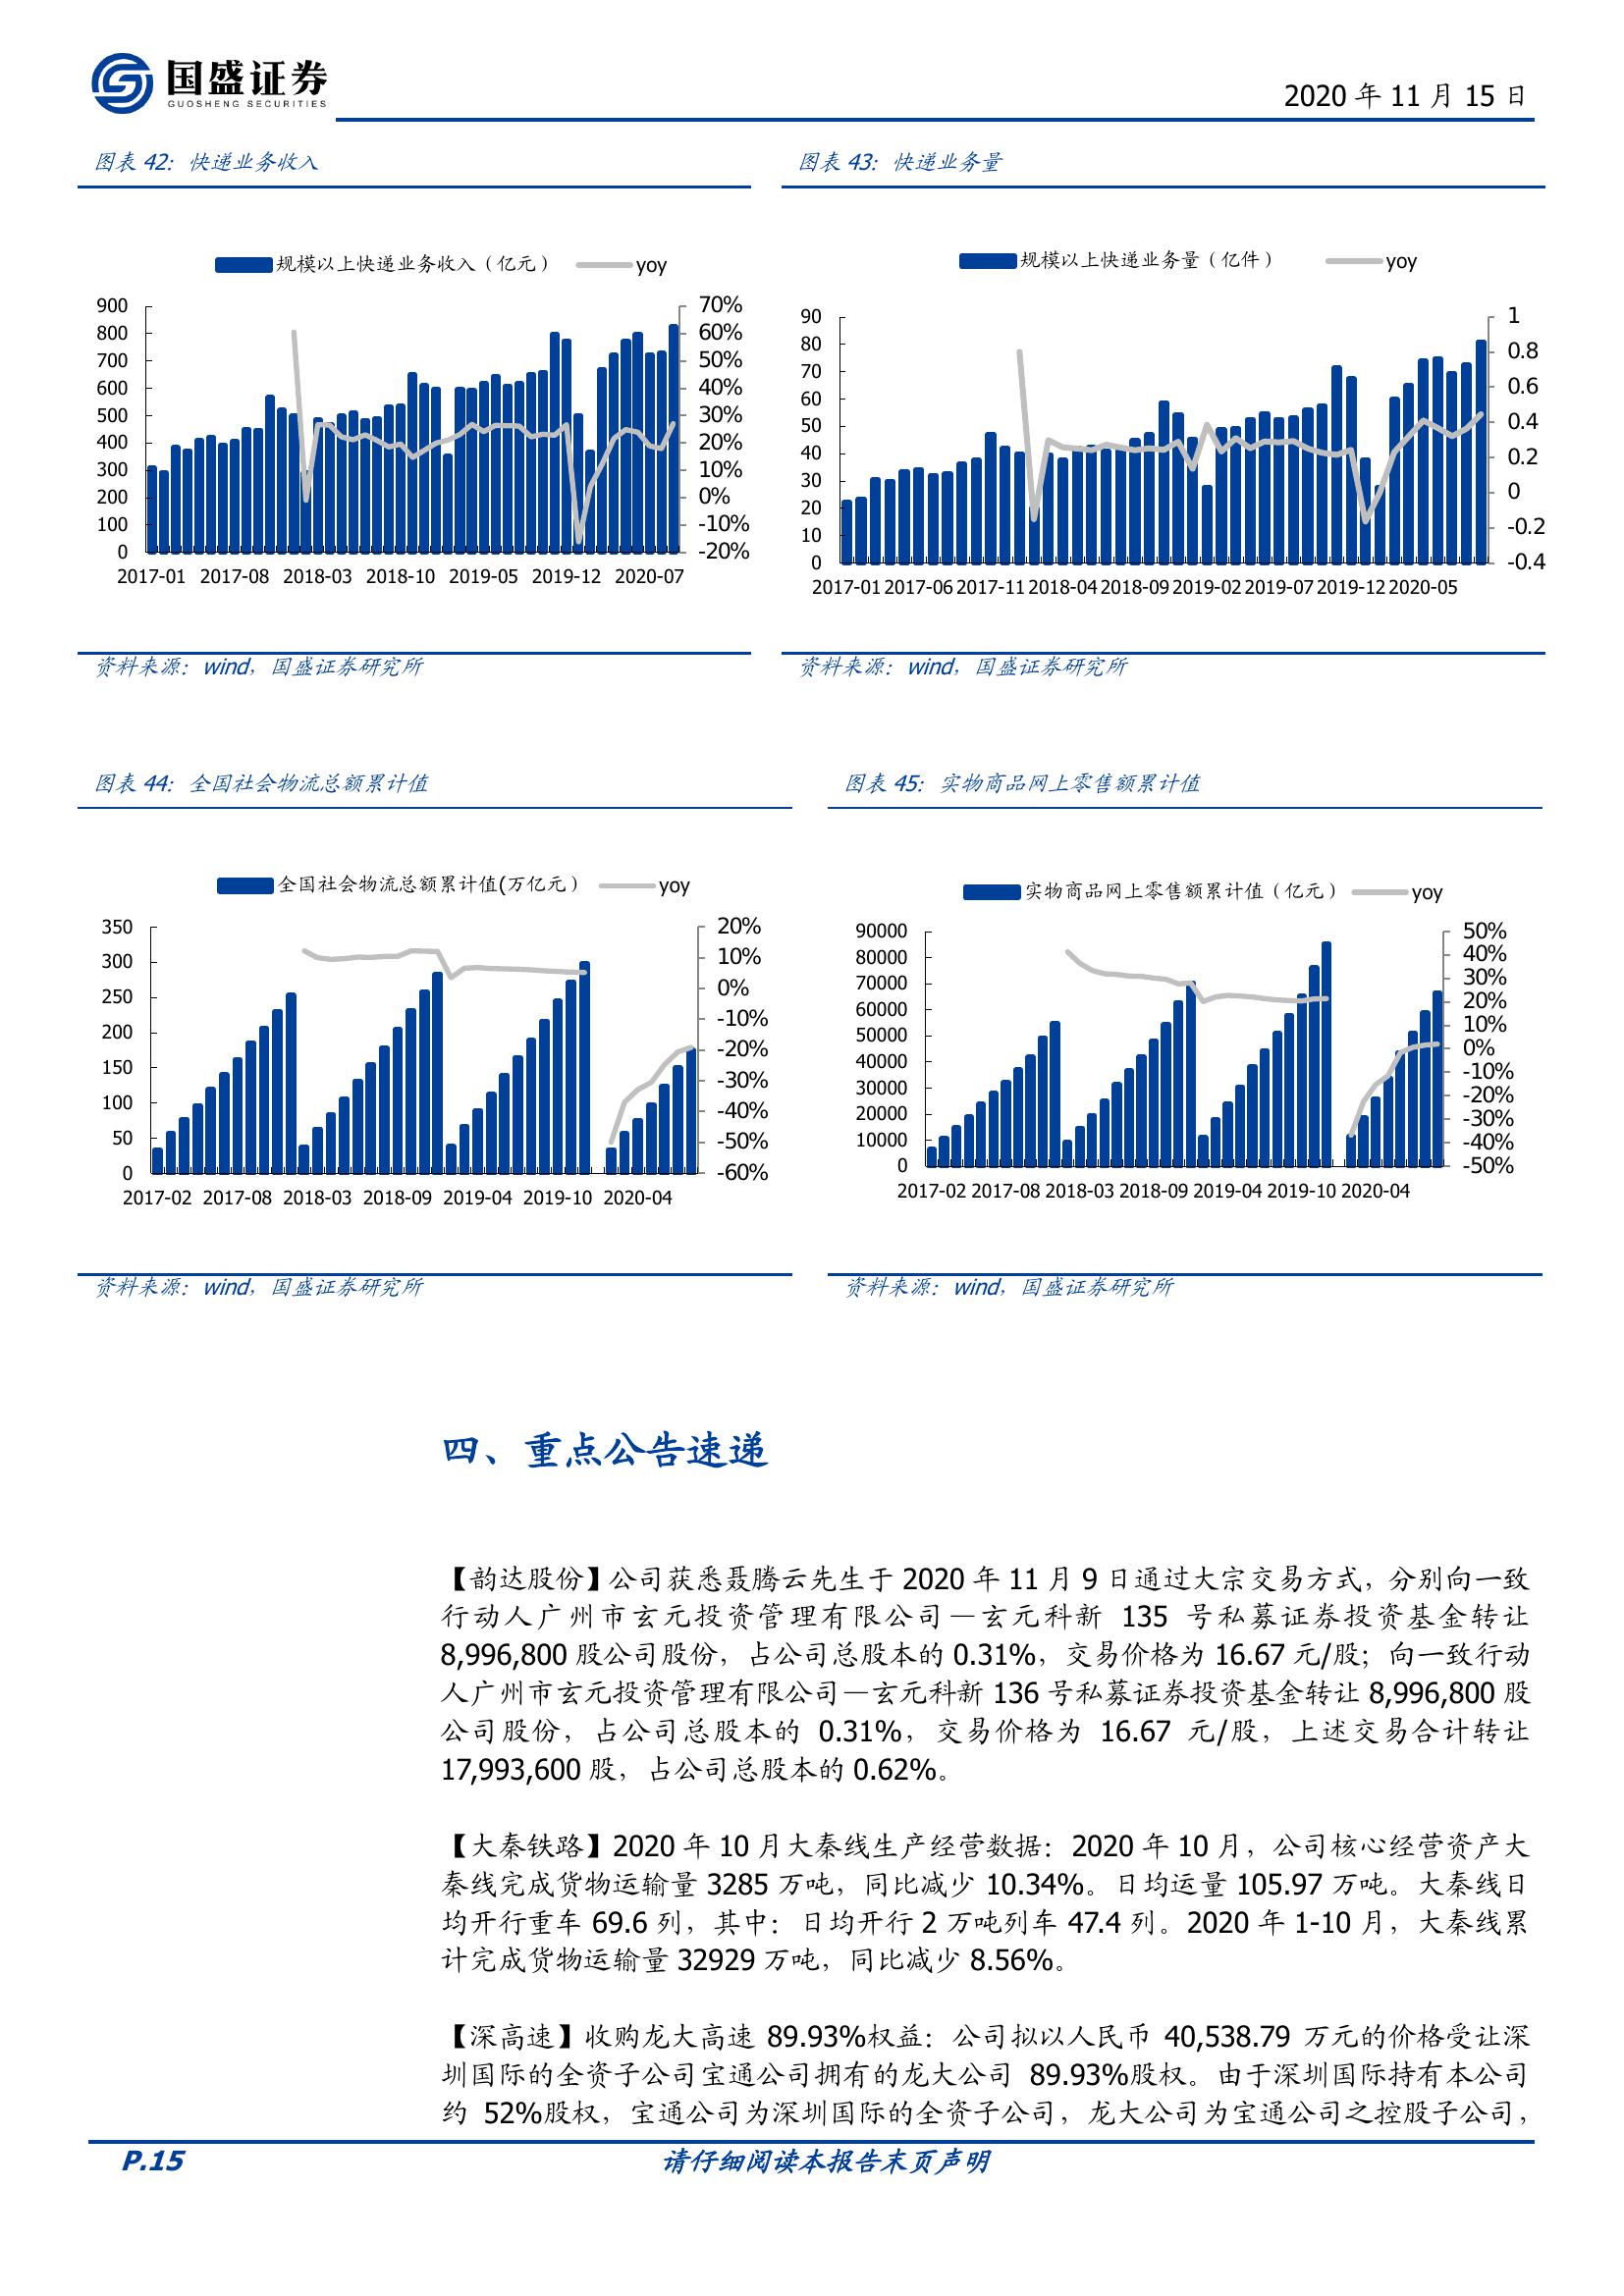 国盛证券
GUOSHENG SECURITIES
2020 年 11 月 15 日
图表 42：快递业务收入
规模以上快递业务收入（亿元） yoy
900
800
700
600
500
400
300
200
100
0
70%
60%
50%
40%
30%
20%
10%
0%
-10%
-20%
2017-01 2017-08 2018-03 2018-10 2019-05 2019-12 2020-07
资料来源：wind，国盛证券研究所
图表 43：快递业务量
规模以上快递业务量（亿件） yoy
90
80
70
60
50
40
30
20
10
0
1
0.8
0.6
0.4
0.2
0
-0.2
-0.4
2017-01 2017-06 2017-11 2018-04 2018-09 2019-02 2019-07 2019-12 2020-05
资料来源：wind，国盛证券研究所
图表 44：全国社会物流总额累计值
全国社会物流总额累计值(万亿元） yoy
350
300
250
200
150
100
50
0
20%
10%
0%
-10%
-20%
-30%
-40%
-50%
-60%
2017-02 2017-08 2018-03 2018-09 2019-04 2019-10 2020-04
资料来源：wind，国盛证券研究所
图表 45：实物商品网上零售额累计值
实物商品网上零售额累计值（亿元） yoy
90000
80000
70000
60000
50000
40000
30000
20000
10000
0
50%
40%
30%
20%
10%
0%
-10%
-20%
-30%
-40%
-50%
2017-02 2017-08 2018-03 2018-09 2019-04 2019-10 2020-04
资料来源：wind，国盛证券研究所
四、重点公告速递
【韵达股份】公司获悉聂腾云先生于 2020 年 11 月 9 日通过大宗交易方式，分别向一致
行动人广州市玄元投资管理有限公司—玄元科新 135 号私募证券投资基金转让
8,996,800 股公司股份，占公司总股本的 0.31%，交易价格为 16.67 元/股；向一致行动
人广州市玄元投资管理有限公司—玄元科新 136 号私募证券投资基金转让 8,996,800 股
公司股份，占公司总股本的 0.31%，交易价格为 16.67 元/股，上述交易合计转让
17,993,600 股，占公司总股本的 0.62%。
【大秦铁路】2020 年 10 月大秦线生产经营数据：2020 年 10 月，公司核心经营资产大
秦线完成货物运输量 3285 万吨，同比减少 10.34%。日均运量 105.97 万吨。大秦线日
均开行重车 69.6 列，其中：日均开行 2 万吨列车 47.4 列。2020 年 1-10 月，大秦线累
计完成货物运输量 32929 万吨，同比减少 8.56%。
【深高速】收购龙大高速 89.93%权益：公司拟以人民币 40,538.79 万元的价格受让深
圳国际的全资子公司宝通公司拥有的龙大公司 89.93%股权。由于深圳国际持有本公司
约 52%股权，宝通公司为深圳国际的全资子公司，龙大公司为宝通公司之控股子公司，
P.15 请仔细阅读本报告末页声明